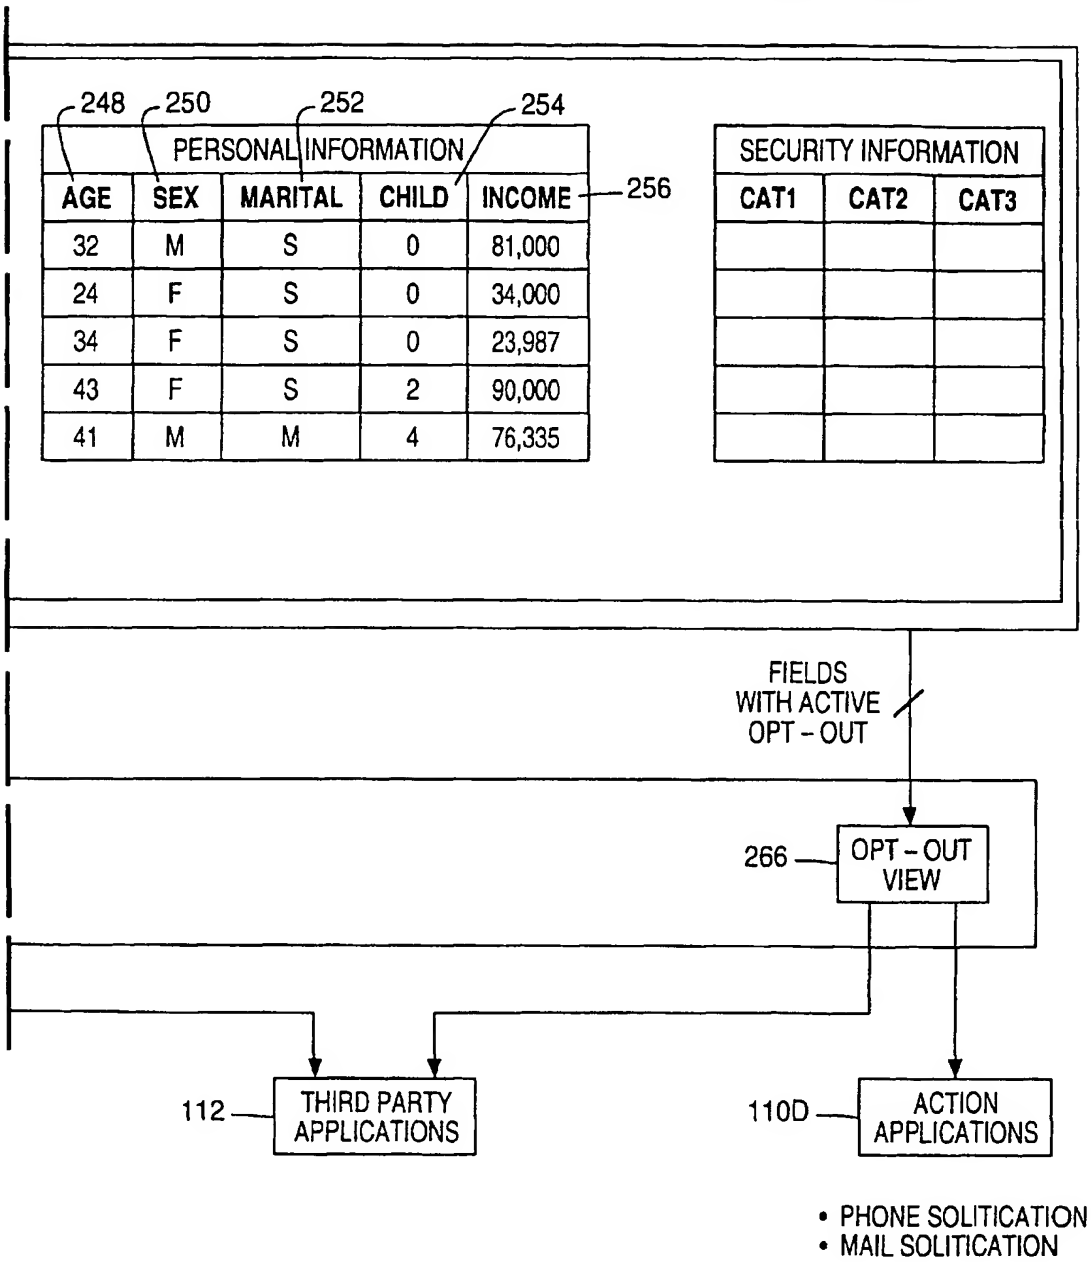 248 250 252 254
PERSONAL INFORMATION
AGE SEX MARITAL CHILD INCOME 256
32 M S 0 81,000
24 F S 0 34,000
34 F S 0 23,987
43 F S 2 90,000
41 M M 4 76,335
SECURITY INFORMATION
CAT1 CAT2 CAT3
FIELDS
WITH ACTIVE
OPT – OUT
266
OPT – OUT
VIEW
112
THIRD PARTY
APPLICATIONS
110D
ACTION
APPLICATIONS
• PHONE SOLITICATION
• MAIL SOLITICATION